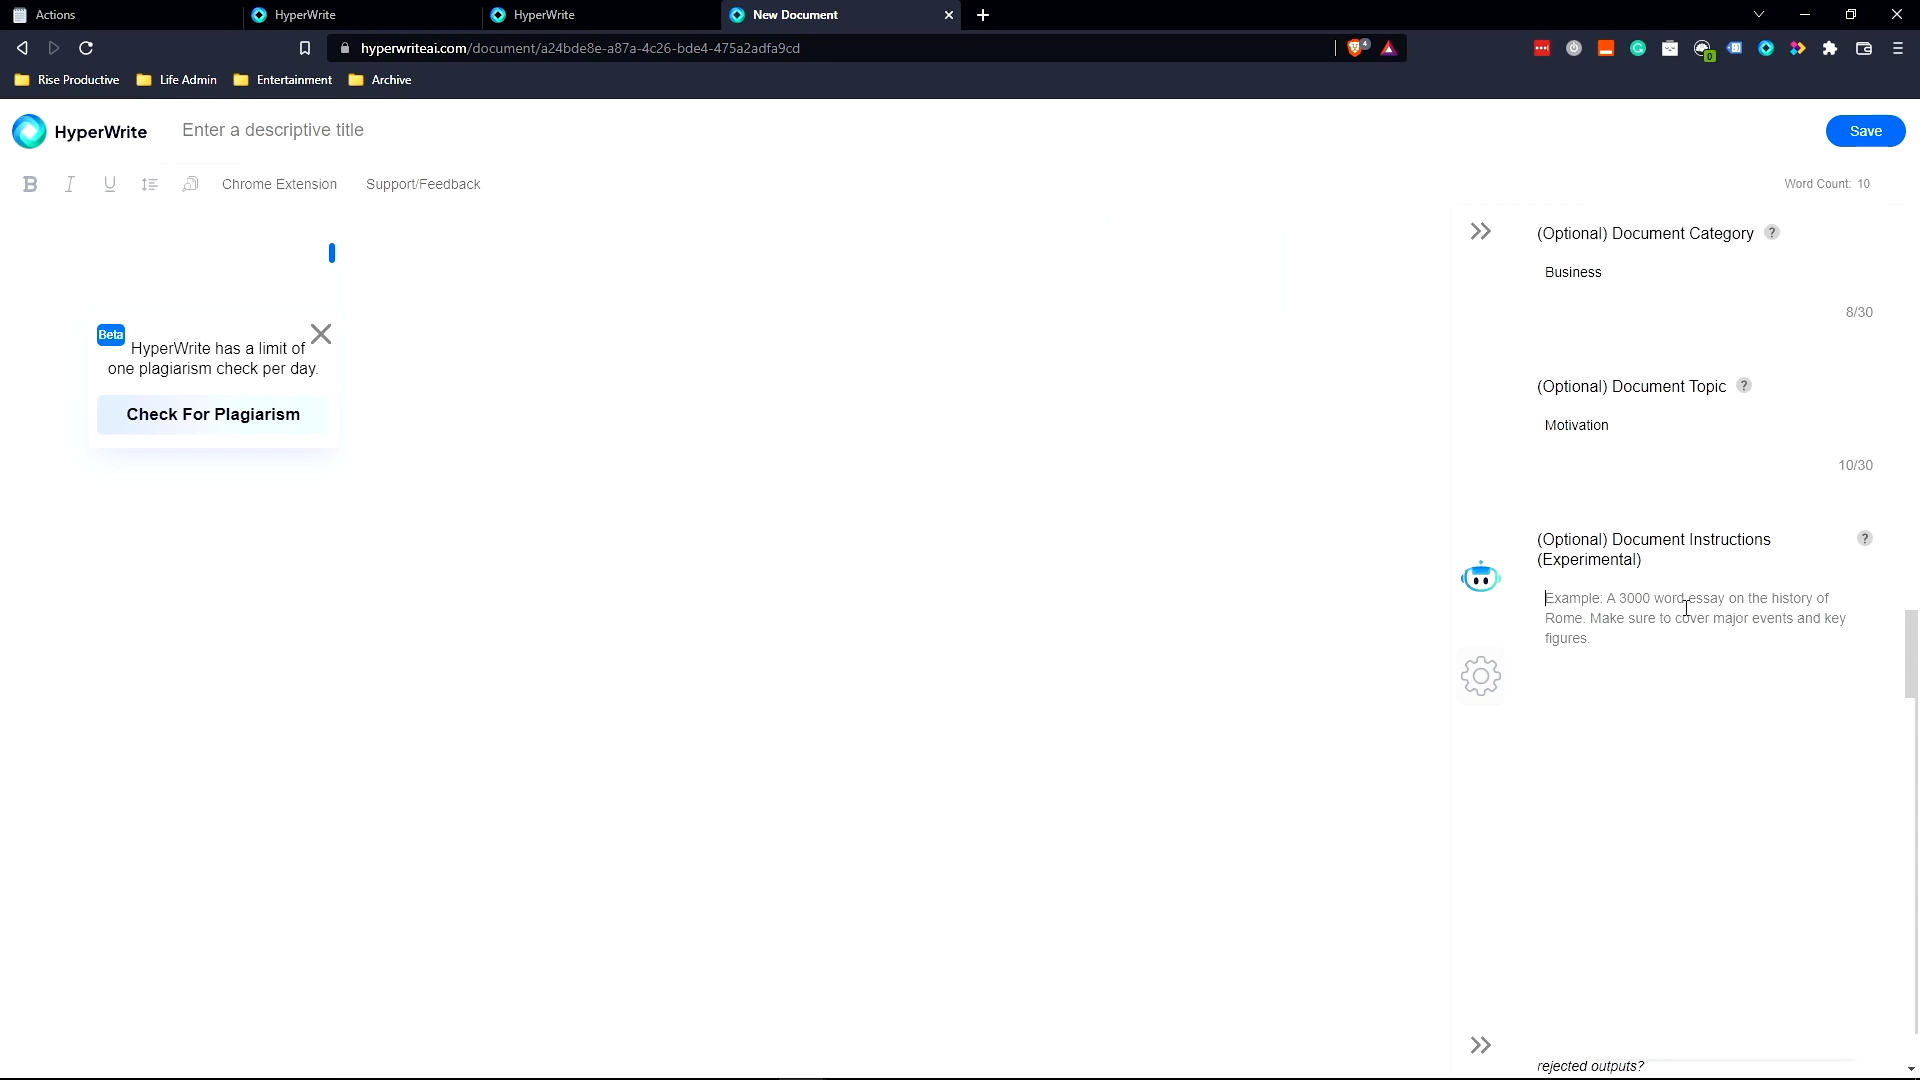 Actions
HyperWrite
HyperWrite
New Document
hyperwriteai.com/document/a24bde8e-a87a-4c26-bde4-475a2adfa9cd
4
0
Rise Productive
Life Admin
Entertainment
Archive
HyperWrite
Enter a descriptive title
Save
B I U
Chrome Extension
Support/Feedback
Word Count: 10
(Optional) Document Category ?
Business
8/30
Beta
HyperWrite has a limit of
one plagiarism check per day.
Check For Plagiarism
(Optional) Document Topic ?
Motivation
10/30
(Optional) Document Instructions ?
(Experimental)
Example: A 3000 word essay on the history of
Rome. Make sure to cover major events and key
figures.
rejected outputs?